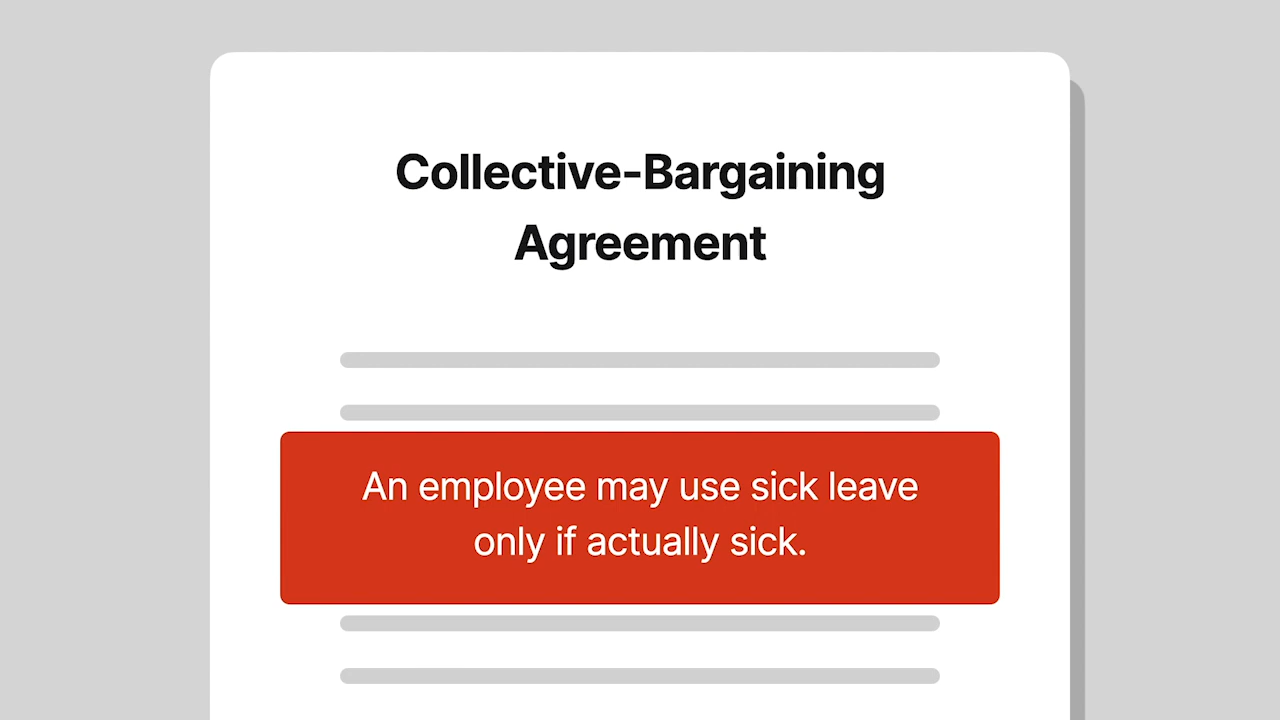 Collective-Bargaining
Agreement
An employee may use sick leave
only if actually sick.